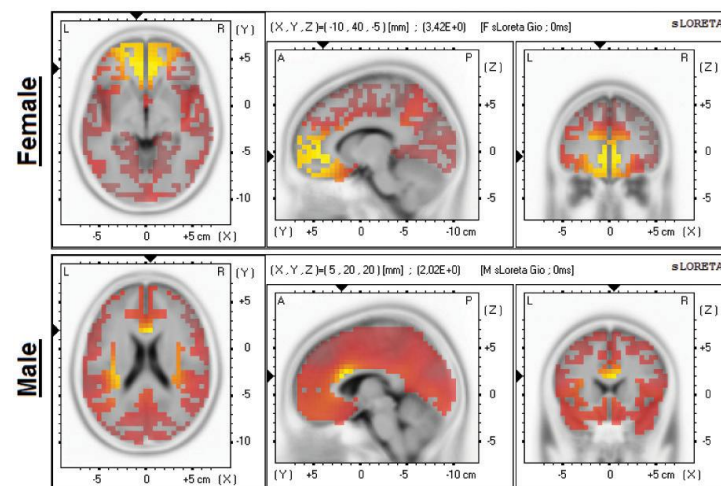 Female
L R (Y)
+5
0
-5
-10
-5 0 +5 cm (X)
(X, Y, Z)=(-10, 40, -5) [mm] ; (3,42E+0) [F sLoreta Gio ; 0ms]
A P (Z)
+5
0
-5
(Y) +5 0 -5 -10 cm
sLORETA
L R (Z)
+5
0
-5
-5 0 +5 cm (X)
Male
L R (Y)
+5
0
-5
-10
-5 0 +5 cm (X)
(X, Y, Z)=(5, 20, 20) [mm] ; (2,02E+0) [M sLoreta Gio ; 0ms]
A P (Z)
+5
0
-5
(Y) +5 0 -5 -10 cm
sLORETA
L R (Z)
+5
0
-5
-5 0 +5 cm (X)